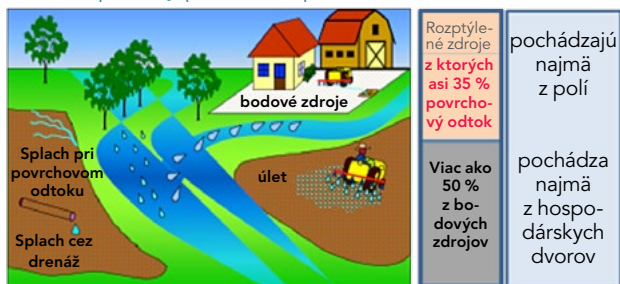 bodové zdroje
Splach pri
povrchovom
odtoku
úlet
Splach cez
drenáž
Rozptýle-
né zdroje
z ktorých
asi 35 %
povrcho-
vý odtok
Viac ako
50 %
z bo-
dových
zdrojov
pochádzajú
najmä
z polí
pochádza
najmä
z hospo-
dárskych
dvorov